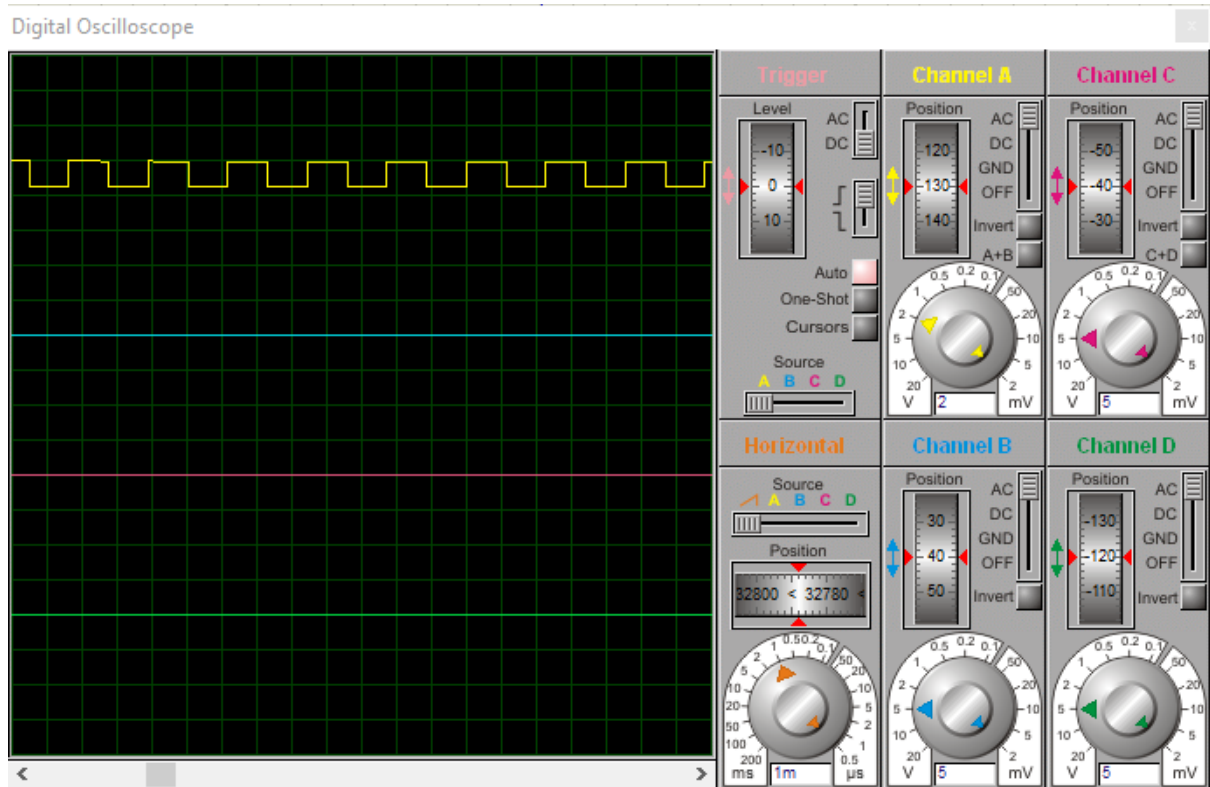 Digital Oscilloscope
x
Trigger
Level
AC
DC
-10
0
10
Auto
One-Shot
Cursors
Source
A B C D
Channel A
Position
AC
DC
GND
OFF
120
130
140
Invert
A+B
20 10 5 2 1 0.5 0.2 0.1 50 20 10 5 2
V 2 mV
Channel C
Position
AC
DC
GND
OFF
-50
-40
-30
Invert
C+D
20 10 5 2 1 0.5 0.2 0.1 50 20 10 5 2
V 5 mV
Horizontal
Source
A B C D
Position
32800 < 32780 <
200 100 50 20 10 5 2 1 0.5 0.2 0.1 50 20 10 5 2 1 0.5
ms 1m µs
Channel B
Position
AC
DC
GND
OFF
30
40
50
Invert
20 10 5 2 1 0.5 0.2 0.1 50 20 10 5 2
V 5 mV
Channel D
Position
AC
DC
GND
OFF
-130
-120
-110
Invert
20 10 5 2 1 0.5 0.2 0.1 50 20 10 5 2
V 5 mV